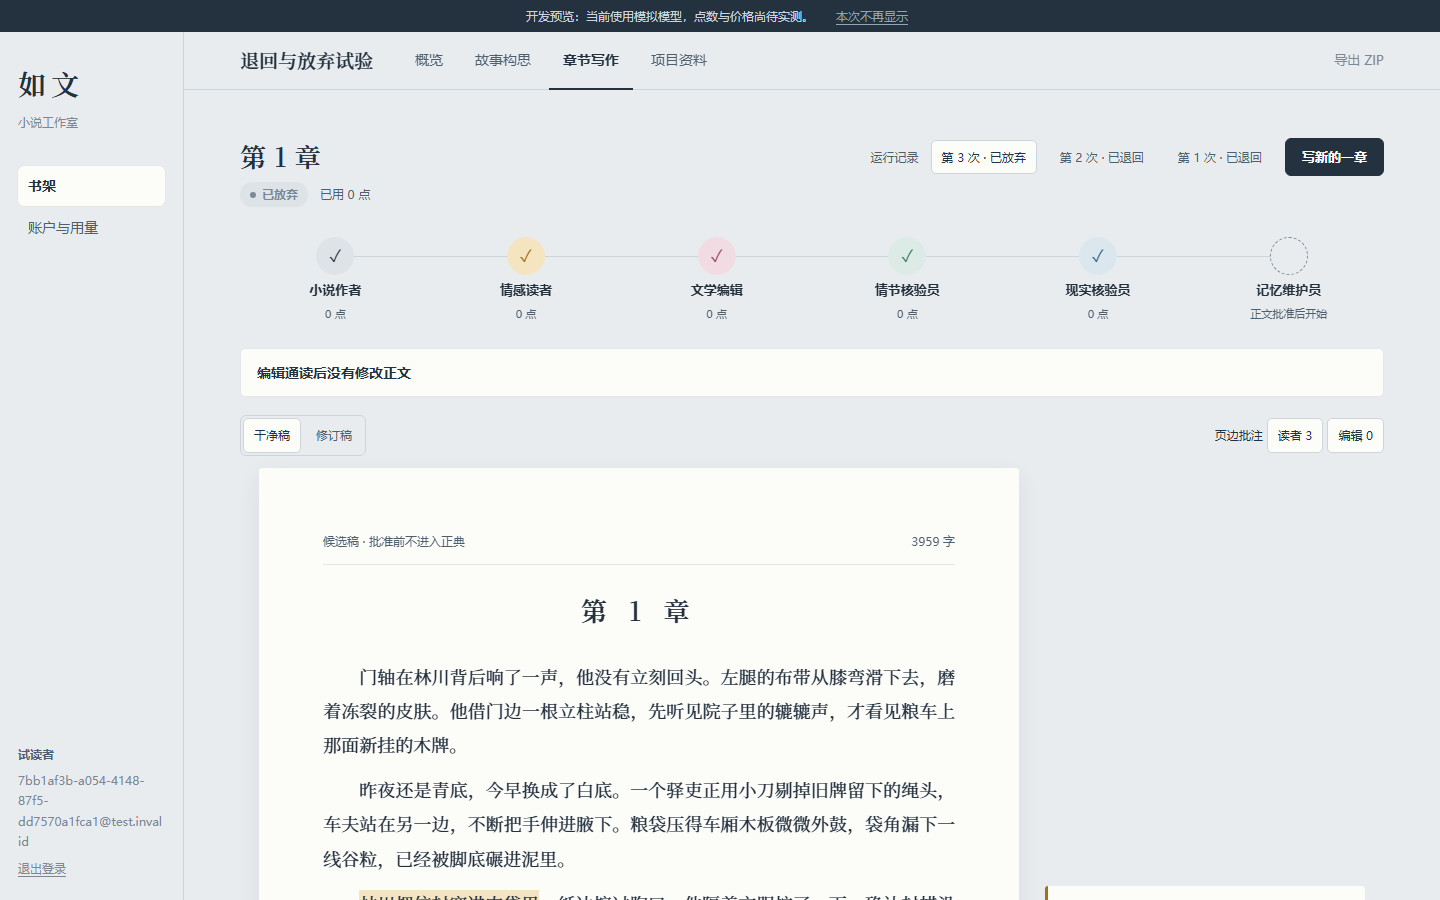 开发预览：当前使用模拟模型，点数与价格尚待实测。 本次不再显示
如文
小说工作室
书架
账户与用量
试读者
7bb1af3b-a054-4148-
87f5-
dd7570a1fca1@test.inval
id
退出登录
退回与放弃试验 概览 故事构思 章节写作 项目资料 导出 ZIP
第 1 章
运行记录 第 3 次 · 已放弃 第 2 次 · 已退回 第 1 次 · 已退回 写新的一章
已放弃 已用 0 点
小说作者 情感读者 文学编辑 情节核验员 现实核验员 记忆维护员
0 点 0 点 0 点 0 点 0 点 正文批准后开始
编辑通读后没有修改正文
干净稿 修订稿 页边批注 读者 3 编辑 0
候选稿 · 批准前不进入正典 3959 字
第 1 章
门轴在林川背后响了一声，他没有立刻回头。左腿的布带从膝弯滑下去，磨
着冻裂的皮肤。他借门边一根立柱站稳，先听见院子里的辘辘声，才看见粮车上
那面新挂的木牌。
昨夜还是青底，今早换成了白底。一个驿吏正用小刀剔掉旧牌留下的绳头，
车夫站在另一边，不断把手伸进腋下。粮袋压得车厢木板微微外鼓，袋角漏下一
线谷粒，已经被脚底碾进泥里。